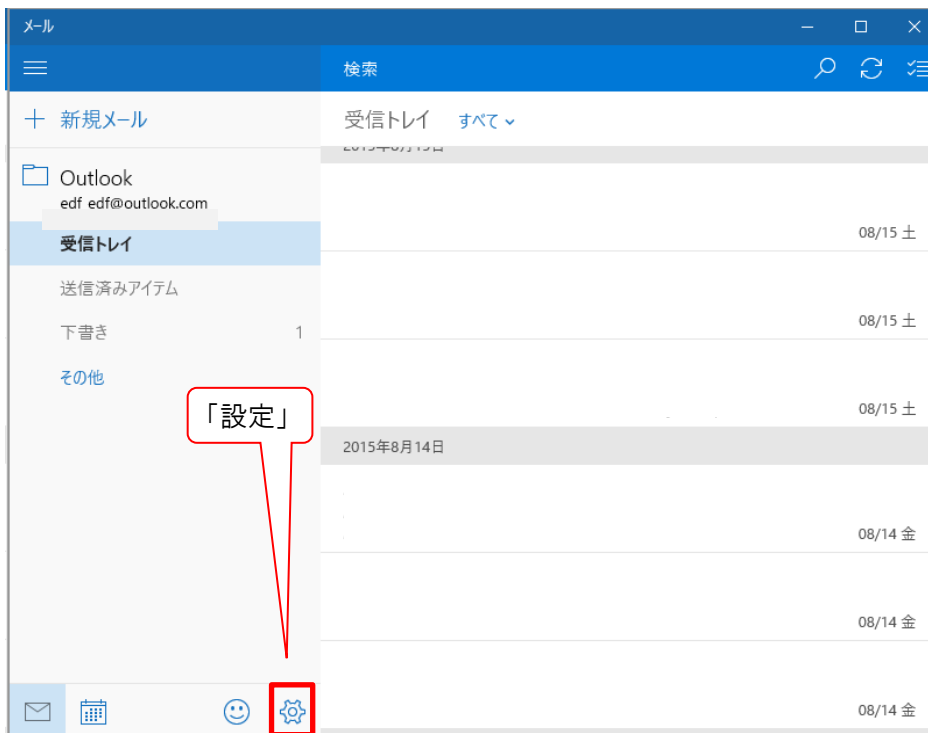 メール
検索
新規メール
受信トレイ すべて
Outlook
edf edf@outlook.com
受信トレイ
08/15 土
送信済みアイテム
下書き 1
08/15 土
その他
「設定」
08/15 土
2015年8月14日
08/14 金
08/14 金
08/14 金